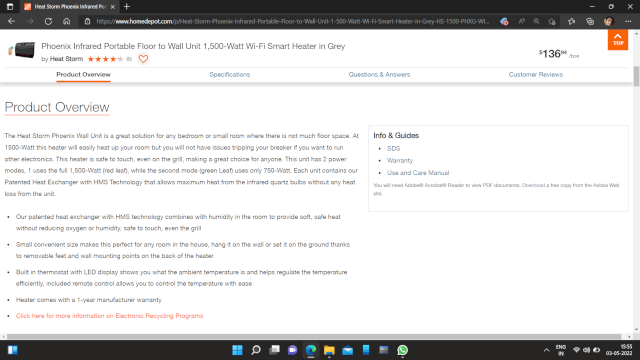 Heat Storm Phoenix Infrared Por
https://www.homedepot.com/p/Heat-Storm-Phoenix-Infrared-Portable-Floor-to-Wall-Unit-1-500-Watt-Wi-Fi-Smart-Heater-in-Grey-HS-1500-PHXG-WI...
Phoenix Infrared Portable Floor to Wall Unit 1,500-Watt Wi-Fi Smart Heater in Grey
by Heat Storm
$136⁹⁴ /box
TOP
Product Overview
Specifications
Questions & Answers
Customer Reviews
Product Overview
The Heat Storm Phoenix Wall Unit is a great solution for any bedroom or small room where there is not much floor space. At
1500-Watt this heater will easily heat up your room but you will not have issues tripping your breaker if you want to run
other electronics. This heater is safe to touch, even on the grill, making a great choice for anyone. This unit has 2 power
modes, 1 uses the full 1,500-Watt (red leaf), while the second mode (green Leaf) uses only 750-Watt. Each unit contains our
Patented Heat Exchanger with HMS Technology that allows maximum heat from the infrared quartz bulbs without any heat
loss from the unit.
• Our patented heat exchanger with HMS technology combines with humidity in the room to provide soft, safe heat
without reducing oxygen or humidity, safe to touch, even the grill
• Small convenient size makes this perfect for any room in the house, hang it on the wall or set it on the ground thanks
to removable feet and wall mounting points on the back of the heater
• Built in thermostat with LED display shows you what the ambient temperature is and helps regulate the temperature
efficiently, included remote control allows you to control the temperature with ease
• Heater comes with a 1-year manufacturer warranty
• Click here for more information on Electronic Recycling Programs
Info & Guides
• SDS
• Warranty
• Use and Care Manual
You will need Adobe® Acrobat® Reader to view PDF documents. Download a free copy from the Adobe Web
site.
ENG
IN
15:55
03-05-2022